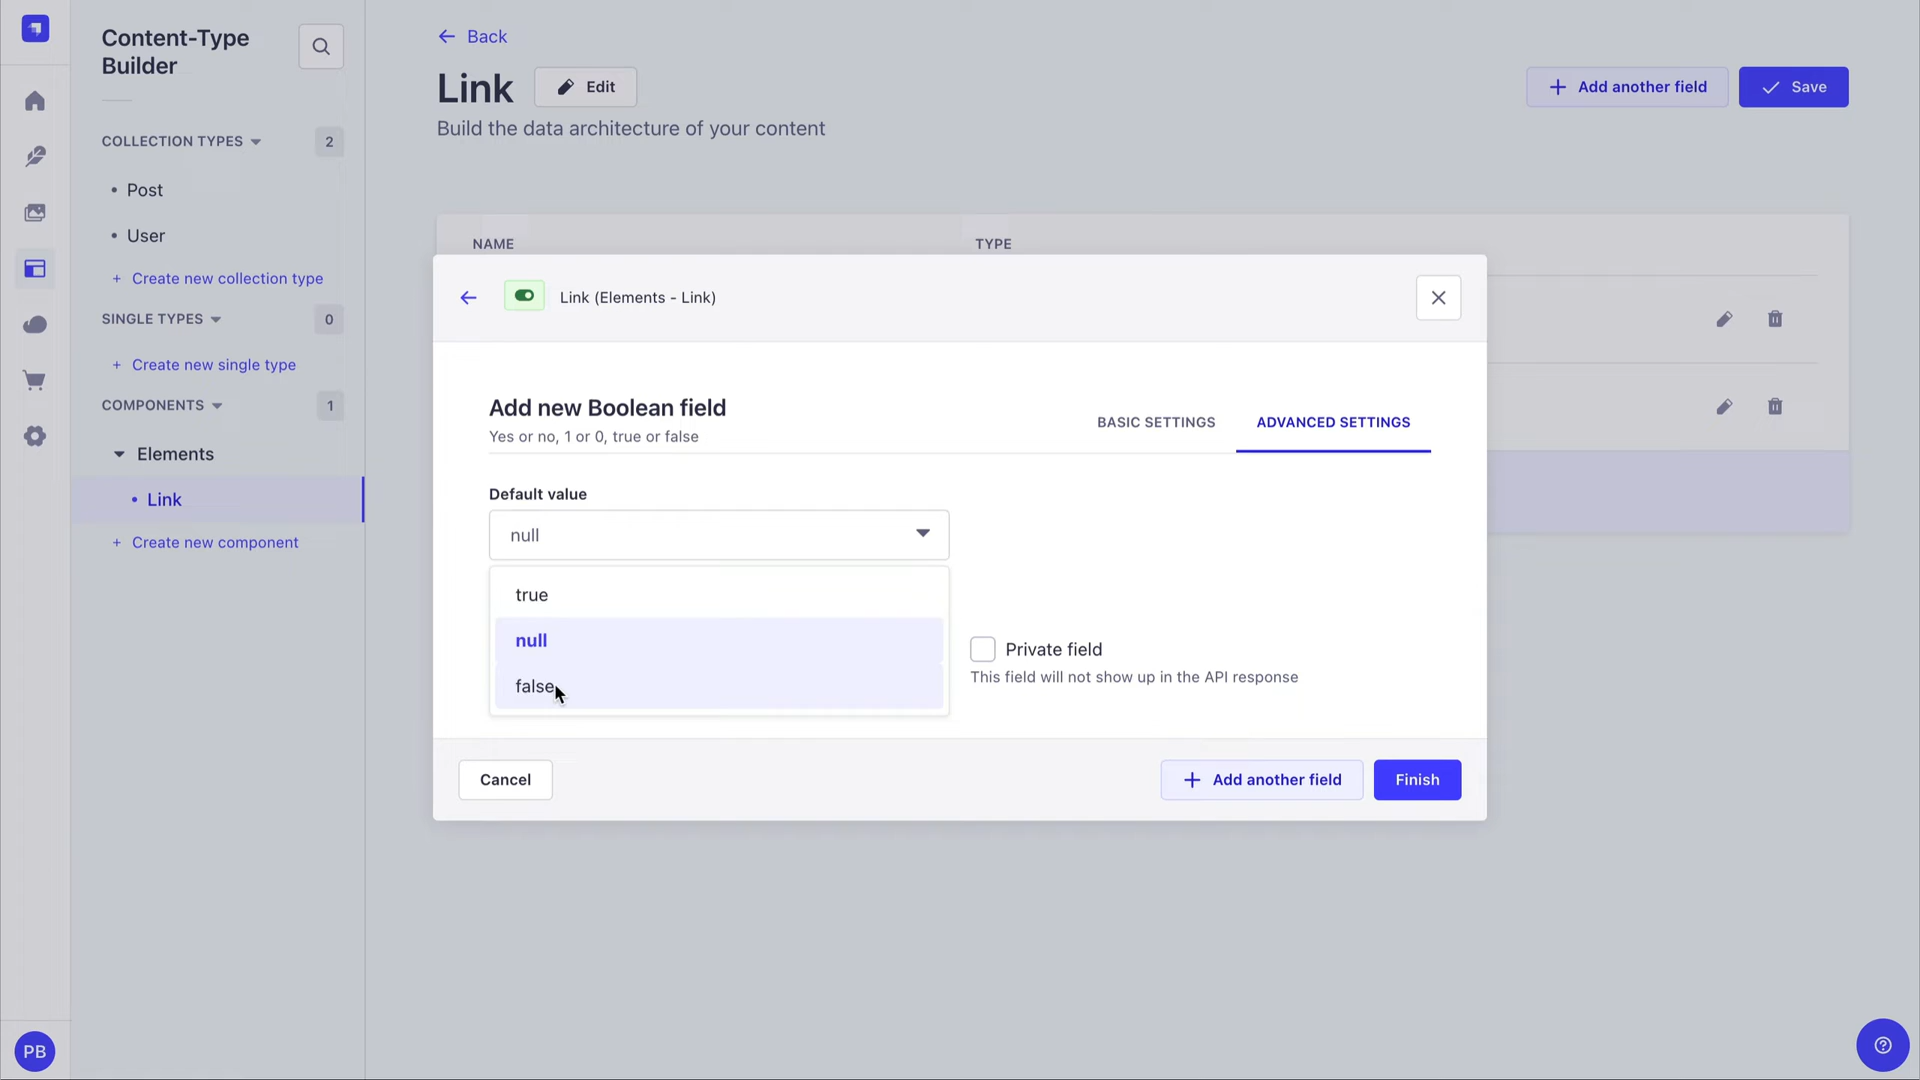 Content-Type
Builder
COLLECTION TYPES
2
Post
User
+ Create new collection type
SINGLE TYPES
0
+ Create new single type
COMPONENTS
1
Elements
Link
+ Create new component
PB
Back
Link
Edit
Build the data architecture of your content
Add another field
Save
NAME
TYPE
Link (Elements - Link)
Add new Boolean field
Yes or no, 1 or 0, true or false
BASIC SETTINGS
ADVANCED SETTINGS
Default value
null
true
null
false
Private field
This field will not show up in the API response
Cancel
Add another field
Finish